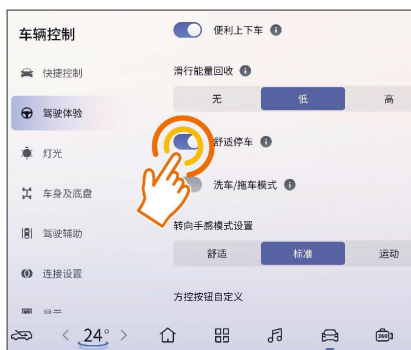 车辆控制
便利上下车
快捷控制
滑行能量回收
无 低 高
驾驶体验
舒适停车
灯光
洗车/拖车模式
车身及底盘
转向手感模式设置
驾驶辅助
舒适 标准 运动
连接设置
方控按钮自定义
< 24° >
360